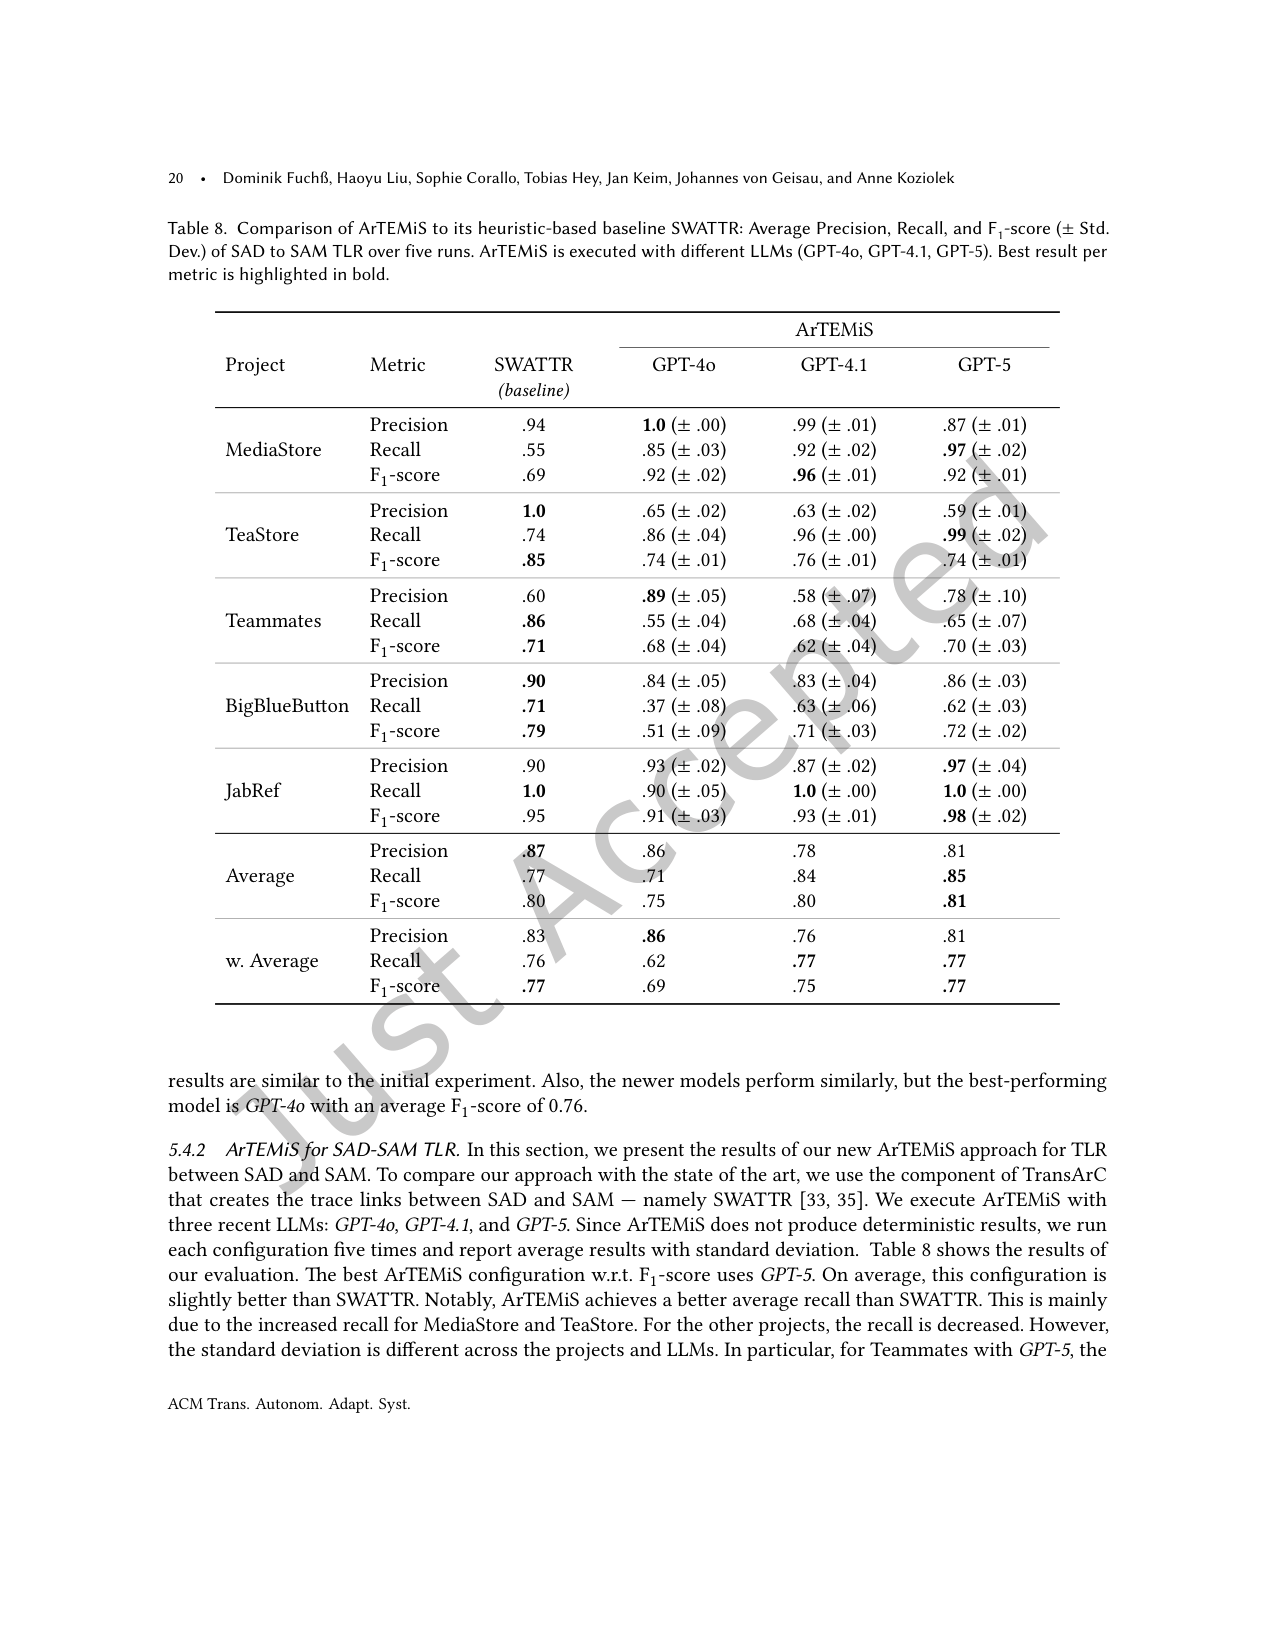 20 • Dominik Fuchß, Haoyu Liu, Sophie Corallo, Tobias Hey, Jan Keim, Johannes von Geisau, and Anne Koziolek
Table 8. Comparison of ArTEMiS to its heuristic-based baseline SWATTR: Average Precision, Recall, and F1-score (± Std.
Dev.) of SAD to SAM TLR over five runs. ArTEMiS is executed with different LLMs (GPT-4o, GPT-4.1, GPT-5). Best result per
metric is highlighted in bold.
ArTEMiS
Project Metric SWATTR GPT-4o GPT-4.1 GPT-5
(baseline)
Precision .94 1.0 (± .00) .99 (± .01) .87 (± .01)
MediaStore Recall .55 .85 (± .03) .92 (± .02) .97 (± .02)
F1-score .69 .92 (± .02) .96 (± .01) .92 (± .01)
Precision 1.0 .65 (± .02) .63 (± .02) .59 (± .01)
TeaStore Recall .74 .86 (± .04) .96 (± .00) .99 (± .02)
F1-score .85 .74 (± .01) .76 (± .01) .74 (± .01)
Precision .60 .89 (± .05) .58 (± .07) .78 (± .10)
Teammates Recall .86 .55 (± .04) .68 (± .04) .65 (± .07)
F1-score .71 .68 (± .04) .62 (± .04) .70 (± .03)
Precision .90 .84 (± .05) .83 (± .04) .86 (± .03)
BigBlueButton Recall .71 .37 (± .08) .63 (± .06) .62 (± .03)
F1-score .79 .51 (± .09) .71 (± .03) .72 (± .02)
Precision .90 .93 (± .02) .87 (± .02) .97 (± .04)
JabRef Recall 1.0 .90 (± .05) 1.0 (± .00) 1.0 (± .00)
F1-score .95 .91 (± .03) .93 (± .01) .98 (± .02)
Precision .87 .86 .78 .81
Average Recall .77 .71 .84 .85
F1-score .80 .75 .80 .81
Precision .83 .86 .76 .81
w. Average Recall .76 .62 .77 .77
F1-score .77 .69 .75 .77
Just Accepted
results are similar to the initial experiment. Also, the newer models perform similarly, but the best-performing
model is GPT-4o with an average F1-score of 0.76.
5.4.2 ArTEMiS for SAD-SAM TLR. In this section, we present the results of our new ArTEMiS approach for TLR
between SAD and SAM. To compare our approach with the state of the art, we use the component of TransArC
that creates the trace links between SAD and SAM — namely SWATTR [33, 35]. We execute ArTEMiS with
three recent LLMs: GPT-4o, GPT-4.1, and GPT-5. Since ArTEMiS does not produce deterministic results, we run
each configuration five times and report average results with standard deviation. Table 8 shows the results of
our evaluation. The best ArTEMiS configuration w.r.t. F1-score uses GPT-5. On average, this configuration is
slightly better than SWATTR. Notably, ArTEMiS achieves a better average recall than SWATTR. This is mainly
due to the increased recall for MediaStore and TeaStore. For the other projects, the recall is decreased. However,
the standard deviation is different across the projects and LLMs. In particular, for Teammates with GPT-5, the
ACM Trans. Autonom. Adapt. Syst.